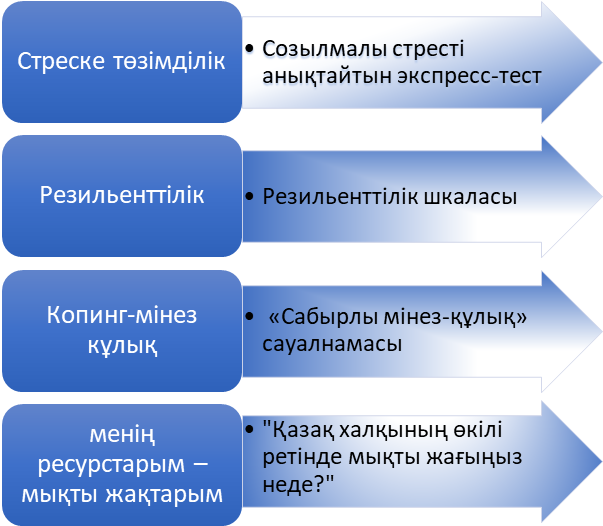 Стреске төзімділік
• Созылмалы стресті
анықтайтын экспресс-тест
Резильенттілік
• Резильенттілік шкаласы
Копинг-мінез
құлық
• «Сабырлы мінез-құлық»
сауалнамасы
менің
ресурстарым –
мықты жақтарым
• "Қазақ халқының өкілі
ретінде мықты жағыңыз
неде?"